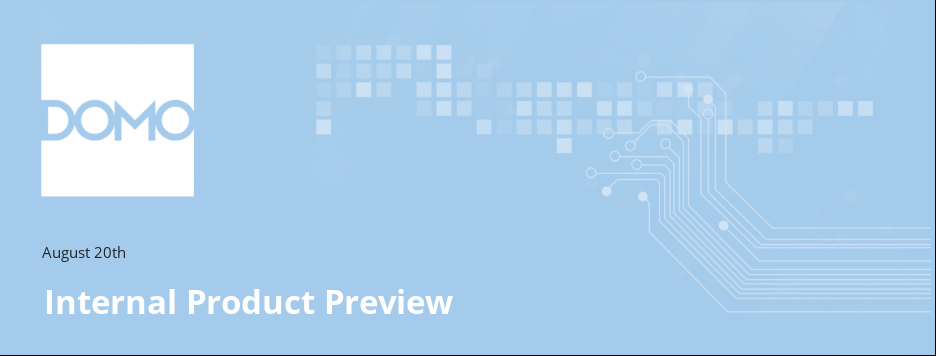 DOMO
August 20th
Internal Product Preview